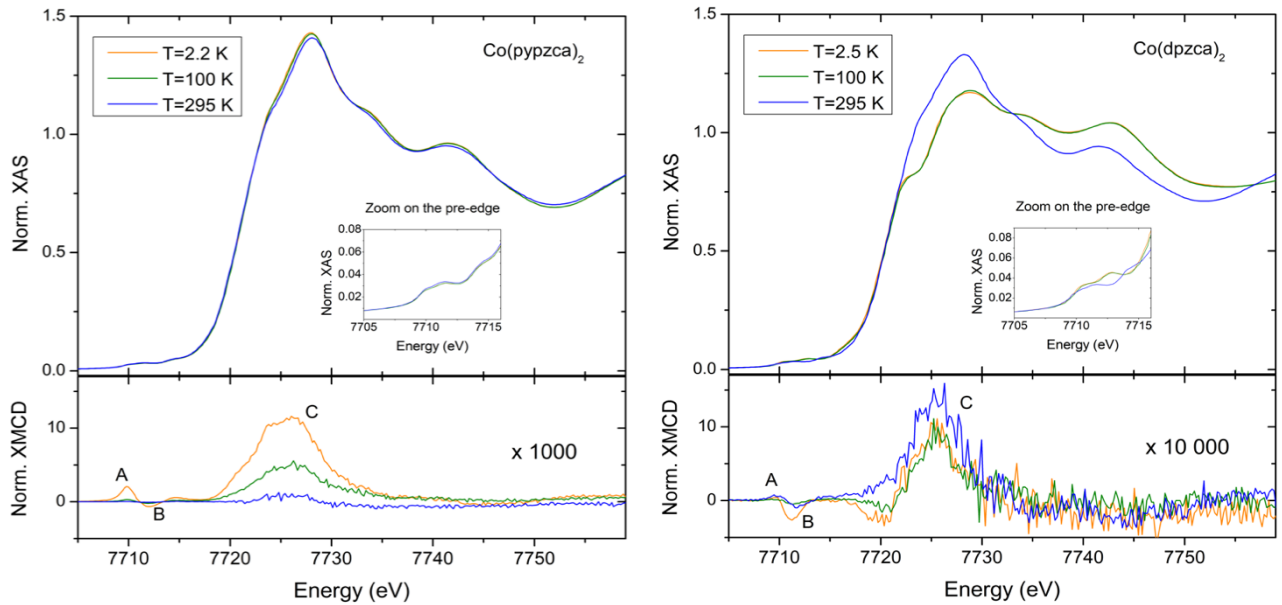 1.5
T=2.2 K
T=100 K
T=295 K
Co(pypzca)2
1.0
Norm. XAS
0.5
Zoom on the pre-edge
0.08
0.06
0.04
0.02
Norm. XAS
7705 7710 7715
Energy (eV)
0.0
10
0
Norm. XMCD
A
B
C
x 1000
7710 7720 7730 7740 7750
Energy (eV)
1.5
T=2.5 K
T=100 K
T=295 K
Co(dpzca)2
1.0
Norm. XAS
0.5
Zoom on the pre-edge
0.08
0.06
0.04
0.02
Norm. XAS
7705 7710 7715
Energy (eV)
0.0
10
0
Norm. XMCD
A
B
C
x 10 000
7710 7720 7730 7740 7750
Energy (eV)